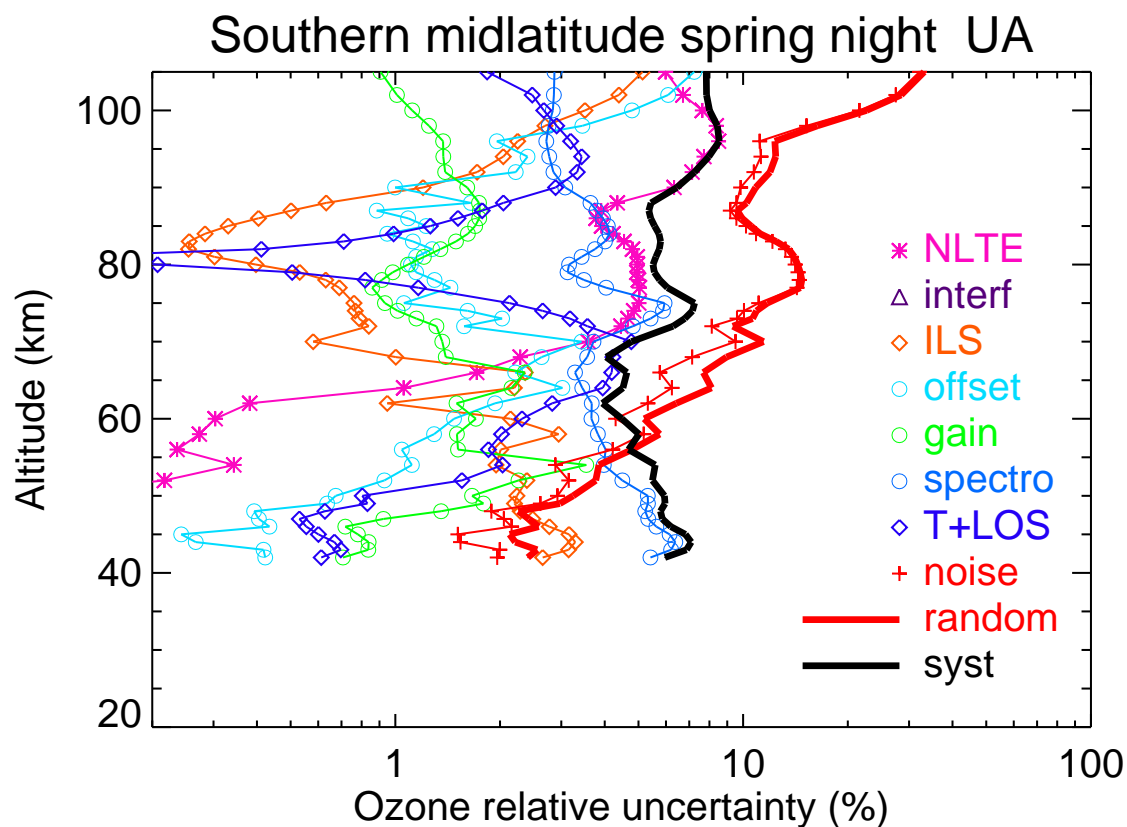 Southern midlatitude spring night UA
100
80
60
40
20
Altitude (km)
NLTE
interf
ILS
offset
gain
spectro
T+LOS
noise
random
syst
1
10
100
Ozone relative uncertainty (%)